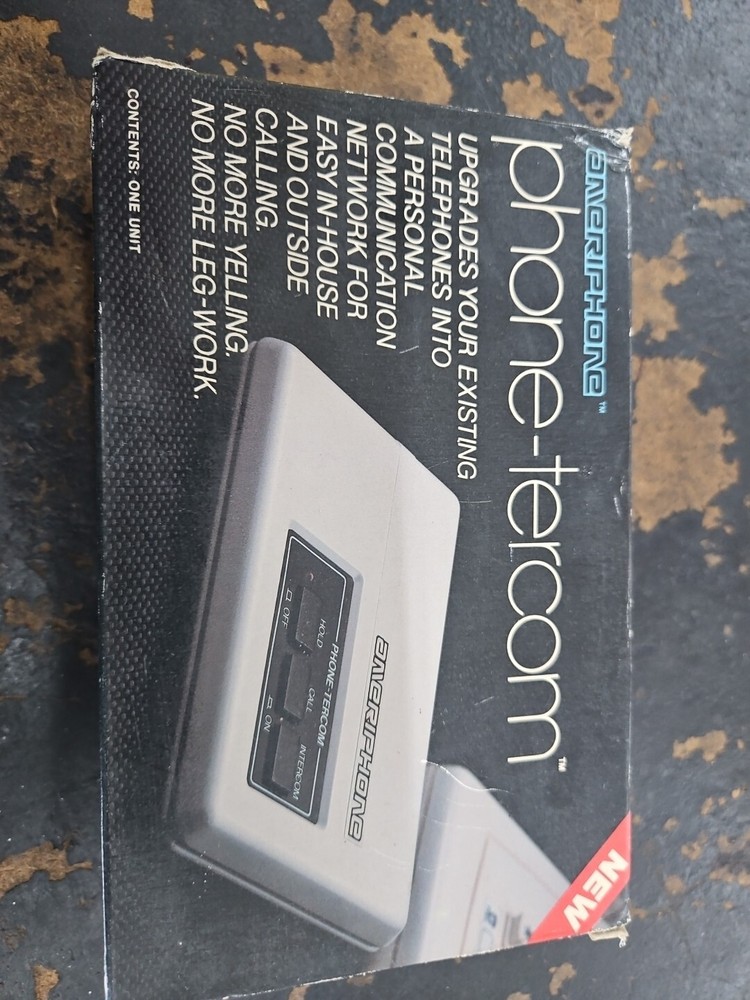 AMERIPHONE™
phone-tercom™
UPGRADES YOUR EXISTING
TELEPHONES INTO
A PERSONAL
COMMUNICATION
NETWORK FOR
EASY IN-HOUSE
AND OUTSIDE
CALLING.
NO MORE YELLING.
NO MORE LEG-WORK.
CONTENTS: ONE UNIT
NEW
AMERIPHONE
PHONE-TERCOM
HOLD CALL INTERCOM
OFF ON